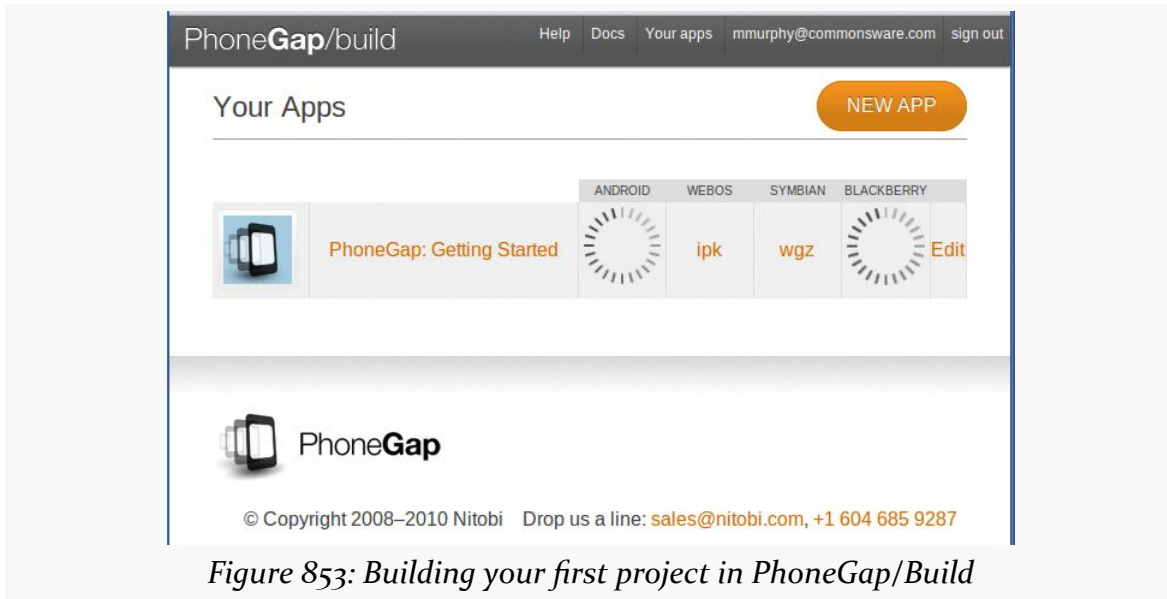 PhoneGap/build Help Docs Your apps mmurphy@commonsware.com sign out
Your Apps NEW APP
ANDROID WEBOS SYMBIAN BLACKBERRY
PhoneGap: Getting Started ipk wgz Edit
PhoneGap
© Copyright 2008–2010 Nitobi Drop us a line: sales@nitobi.com, +1 604 685 9287
Figure 853: Building your first project in PhoneGap/Build